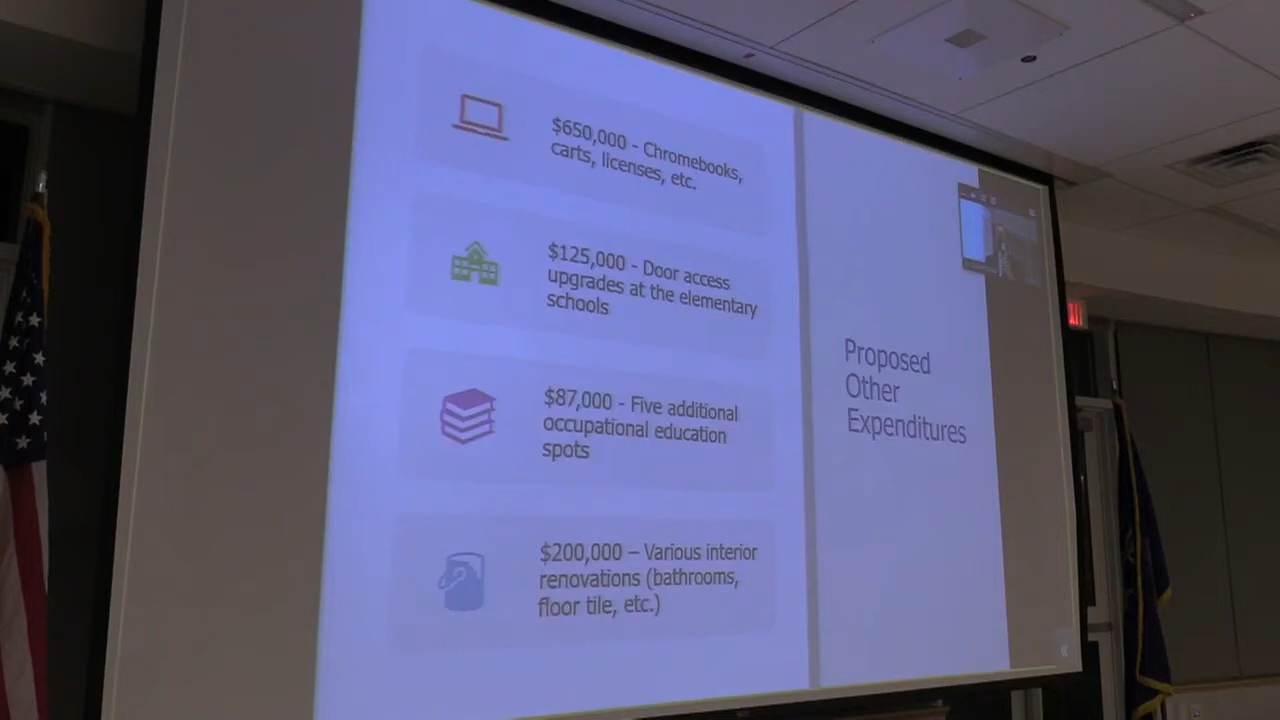 $650,000 - Chromebooks,
carts, licenses, etc.
$125,000 - Door access
upgrades at the elementary
schools
$87,000 - Five additional
occupational education
spots
$200,000 – Various interior
renovations (bathrooms,
floor tile, etc.)
Proposed
Other
Expenditures